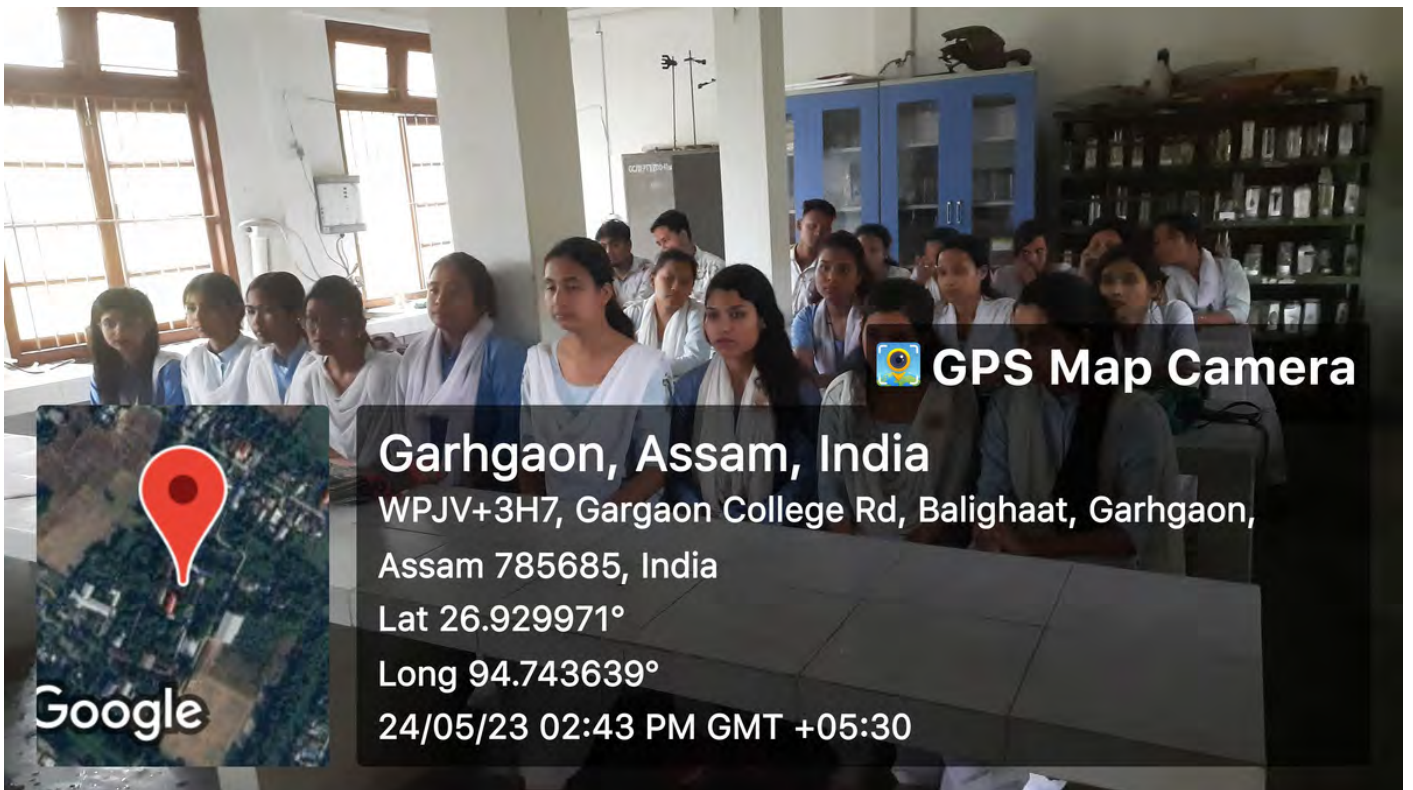 GPS Map Camera
Garhgaon, Assam, India
WPJV+3H7, Gargaon College Rd, Balighaat, Garhgaon,
Assam 785685, India
Lat 26.929971°
Long 94.743639°
24/05/23 02:43 PM GMT +05:30
Google